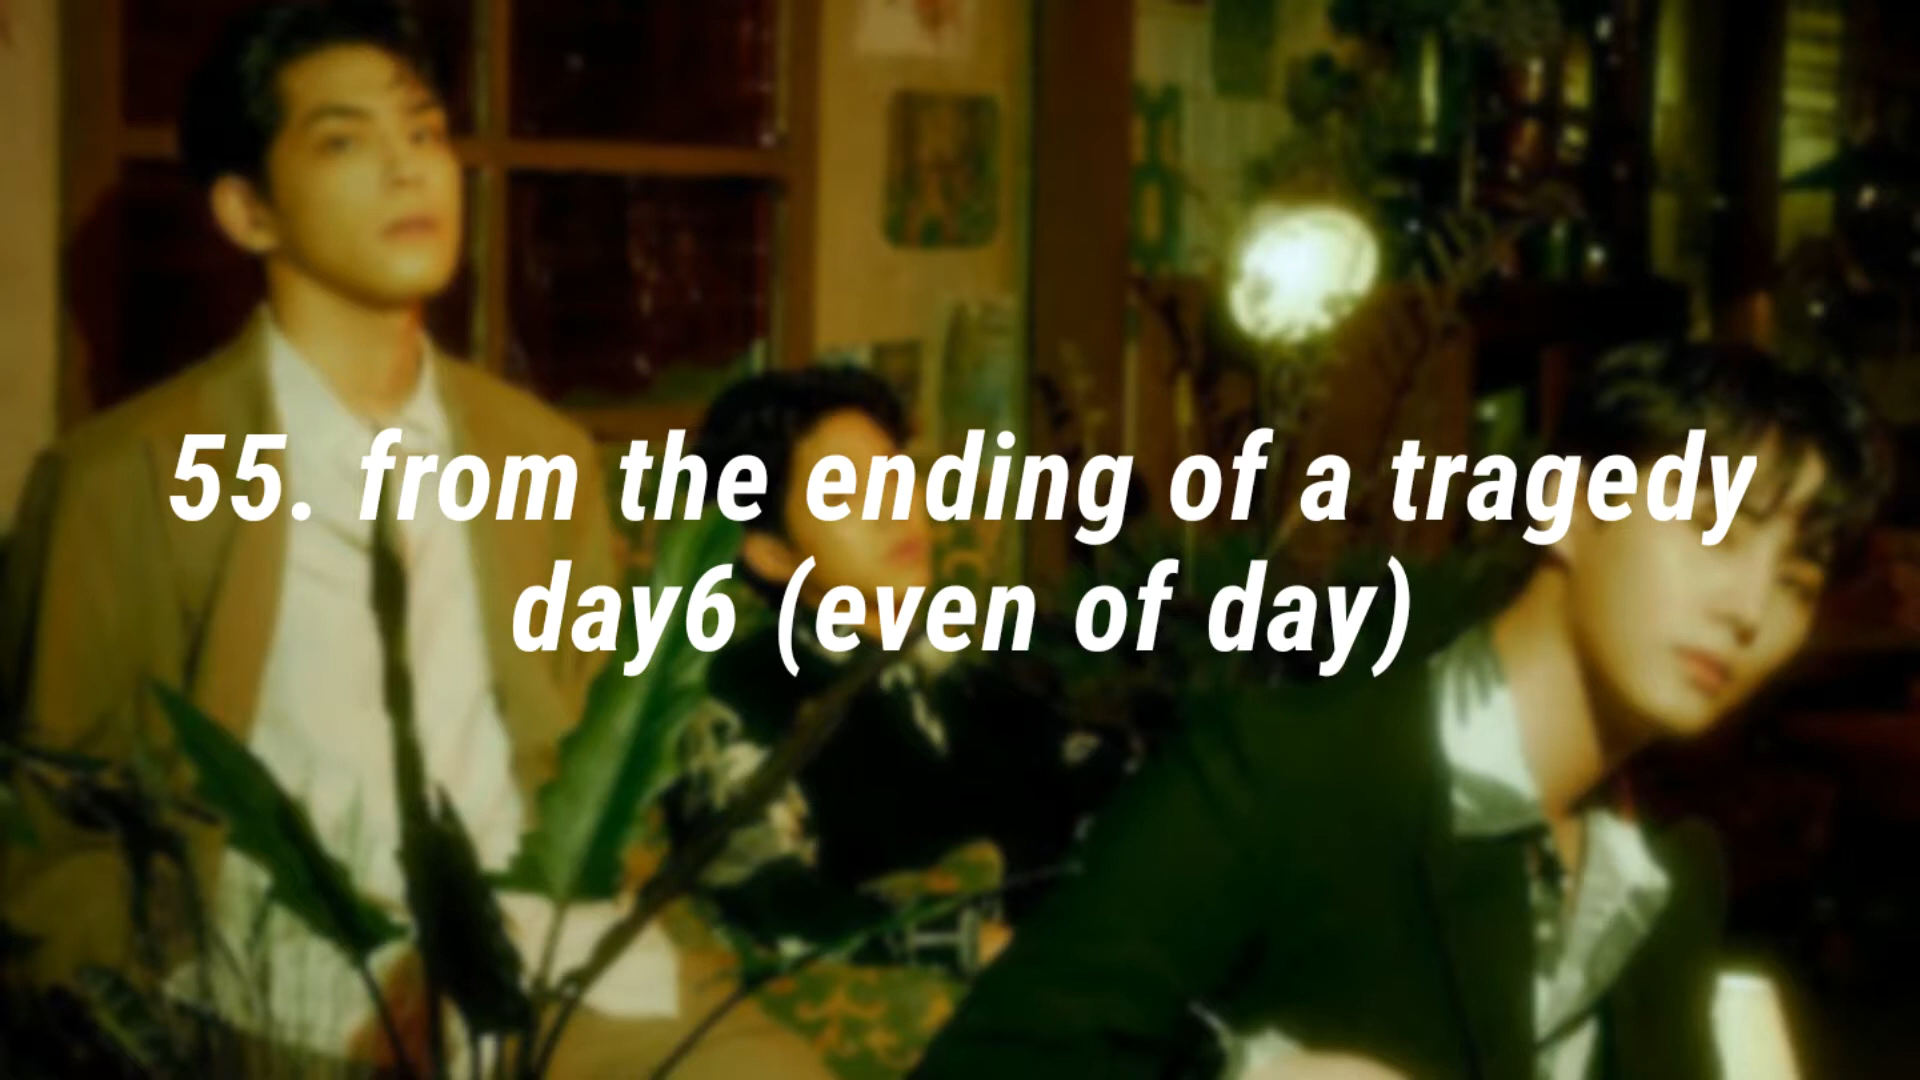 55. from the ending of a tragedy
day6 (even of day)